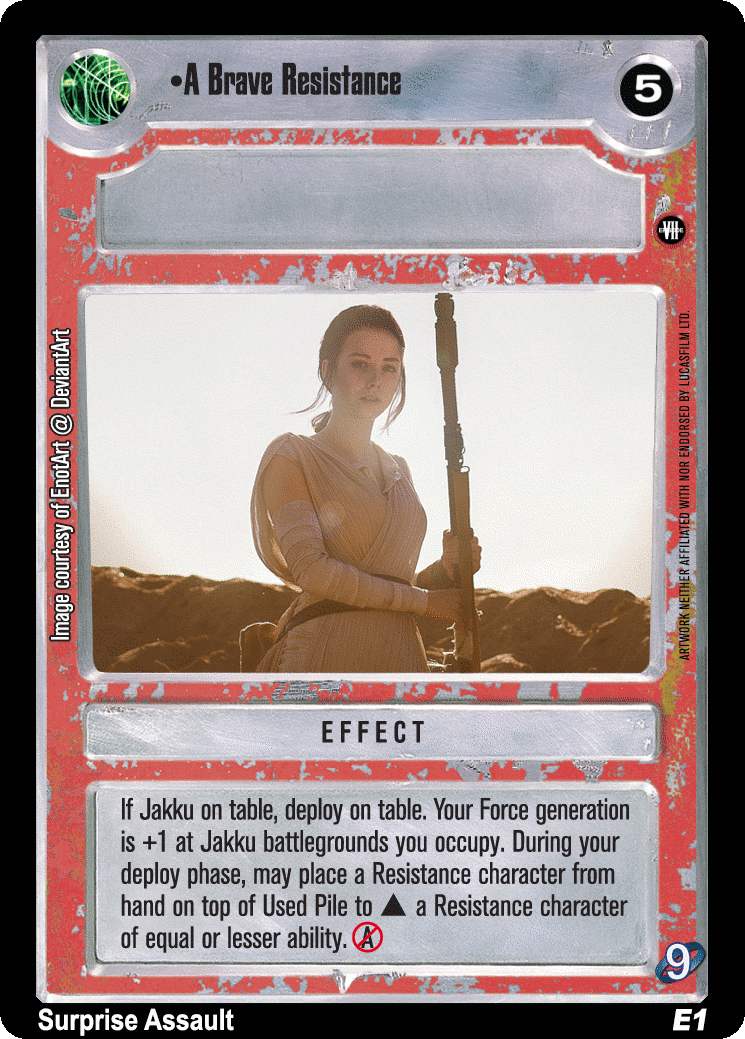 •A Brave Resistance
5
EPISODE
VII
Image courtesy of EnotArt @ DeviantArt
ARTWORK NEITHER AFFILIATED WITH NOR ENDORSED BY LUCASFILM LTD.
EFFECT
If Jakku on table, deploy on table. Your Force generation
is +1 at Jakku battlegrounds you occupy. During your
deploy phase, may place a Resistance character from
hand on top of Used Pile to ▲ a Resistance character
of equal or lesser ability. A
9
Surprise Assault
E1